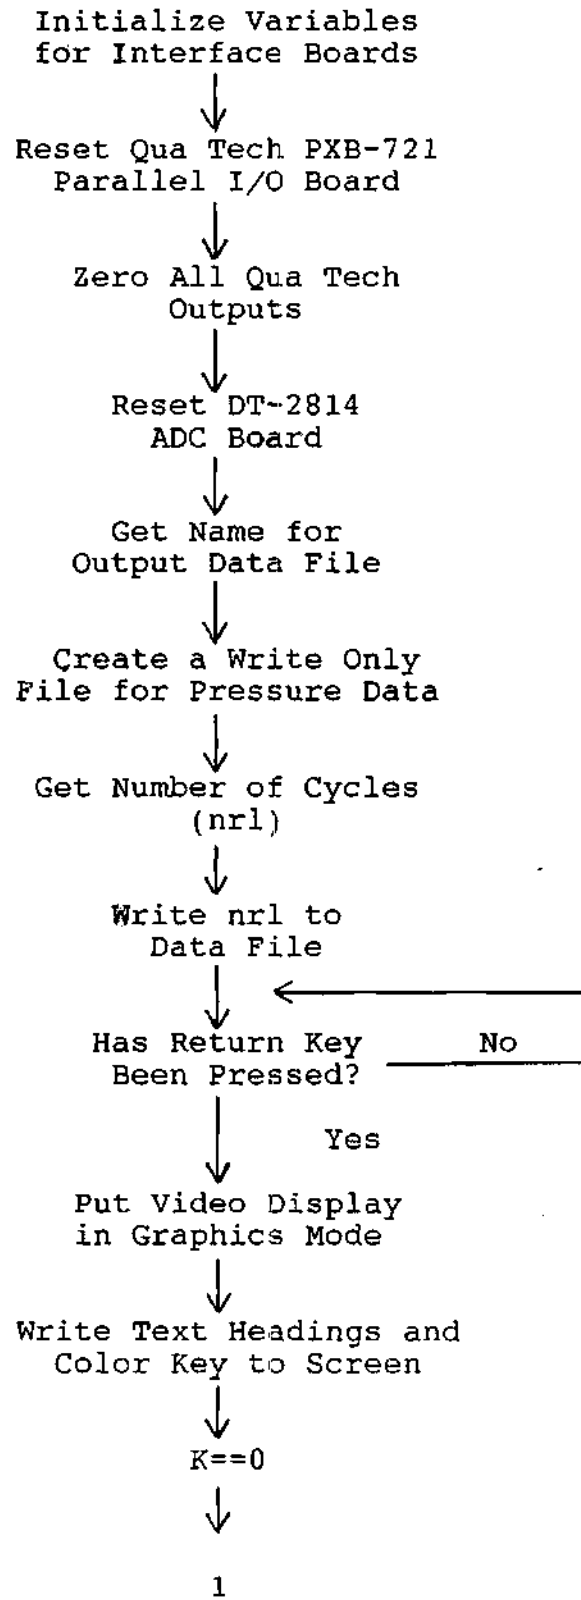 Initialize Variables
for Interface Boards
Reset Qua Tech PXB-721
Parallel I/O Board
Zero All Qua Tech
Outputs
Reset DT-2814
ADC Board
Get Name for
Output Data File
Create a Write Only
File for Pressure Data
Get Number of Cycles
(nrl)
Write nrl to
Data File
Has Return Key No
Been Pressed?
Yes
Put Video Display
in Graphics Mode
Write Text Headings and
Color Key to Screen
K==0
1